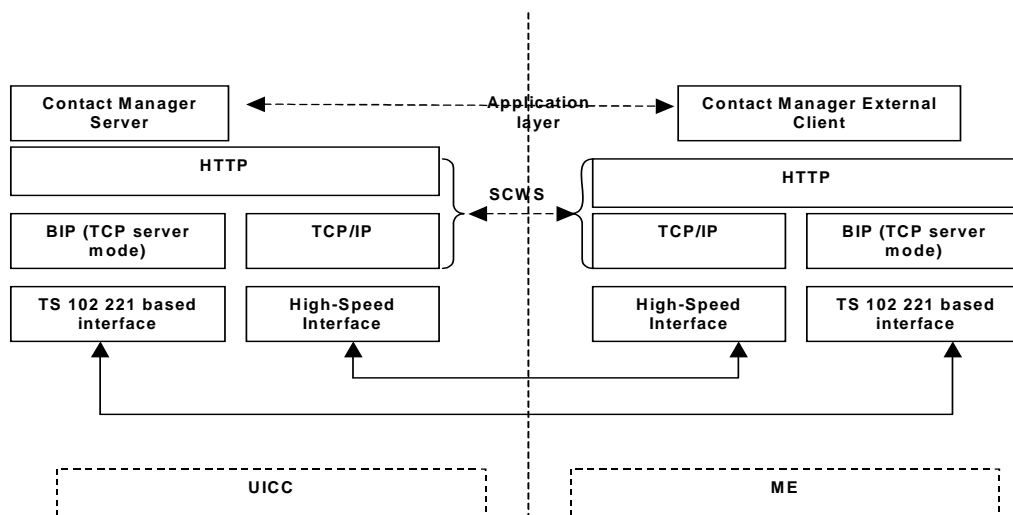 Contact Manager
Server
Application
layer
Contact Manager External
Client
HTTP
HTTP
SCWS
BIP (TCP server
mode)
TCP/IP
TCP/IP
BIP (TCP server
mode)
TS 102 221 based
interface
High-Speed
Interface
High-Speed
Interface
TS 102 221 based
interface
UICC
ME